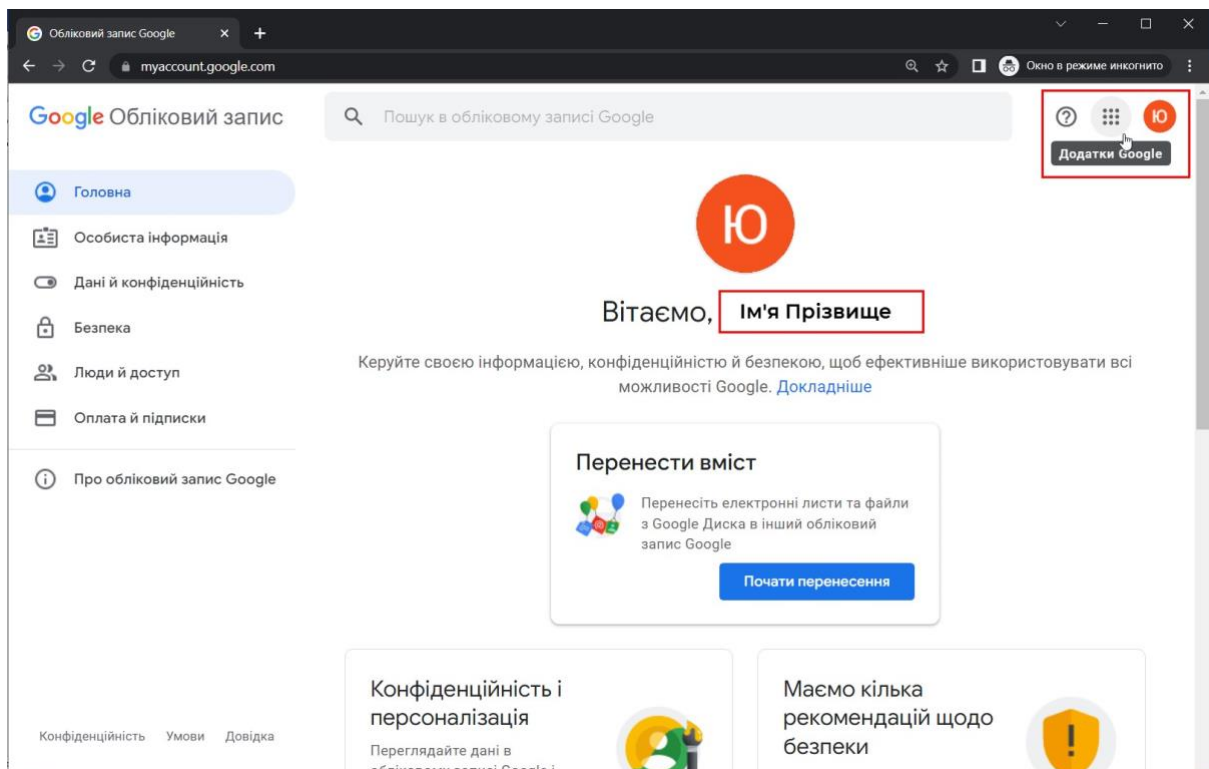 Обліковий запис Google
myaccount.google.com
Окно в режиме инкогнито
Google Обліковий запис
Пошук в обліковому записі Google
Ю
Додатки Google
Головна
Особиста інформація
Дані й конфіденційність
Безпека
Люди й доступ
Оплата й підписки
Про обліковий запис Google
Конфіденційність Умови Довідка
Ю
Вітаємо, Ім'я Прізвище
Керуйте своєю інформацією, конфіденційністю й безпекою, щоб ефективніше використовувати всі
можливості Google. Докладніше
Перенести вміст
Перенесіть електронні листи та файли
з Google Диска в інший обліковий
запис Google
Почати перенесення
Конфіденційність і
персоналізація
Переглядайте дані в
обліковому записі Google і
Маємо кілька
рекомендацій щодо
безпеки